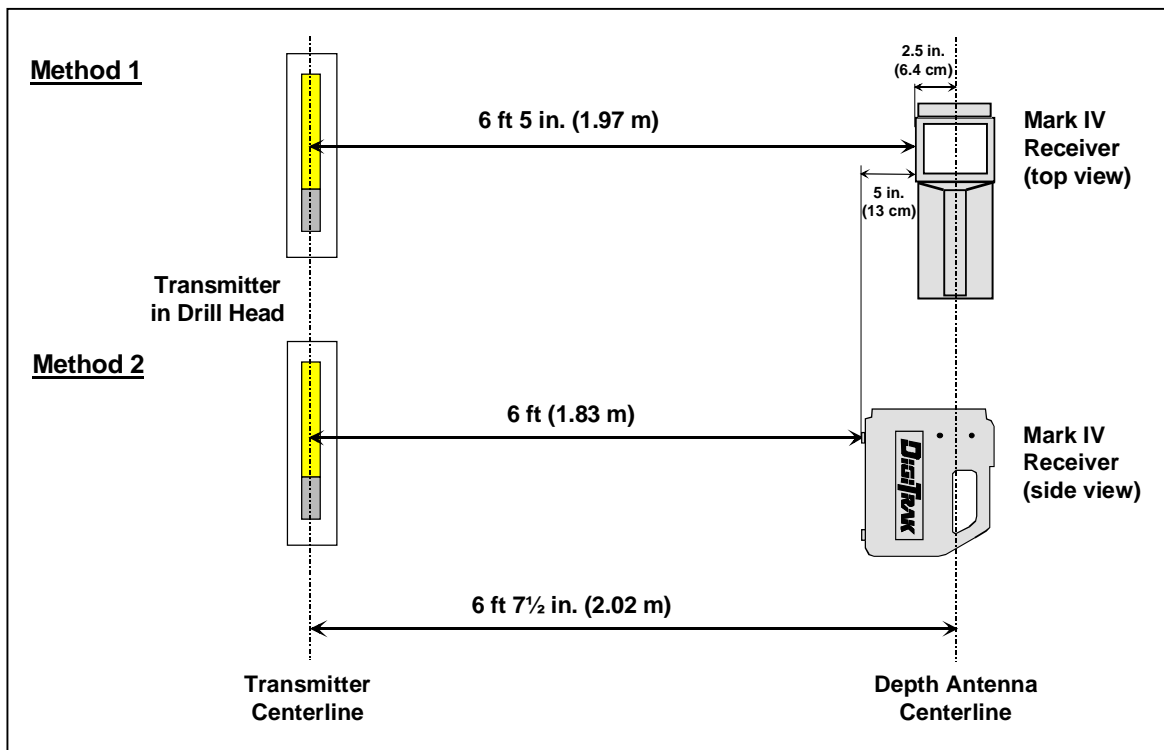 Method 1
2.5 in.
(6.4 cm)
6 ft 5 in. (1.97 m)
Mark IV
Receiver
(top view)
5 in.
(13 cm)
Transmitter
in Drill Head
Method 2
6 ft (1.83 m)
DIGITRAK
Mark IV
Receiver
(side view)
6 ft 7½ in. (2.02 m)
Transmitter
Centerline
Depth Antenna
Centerline